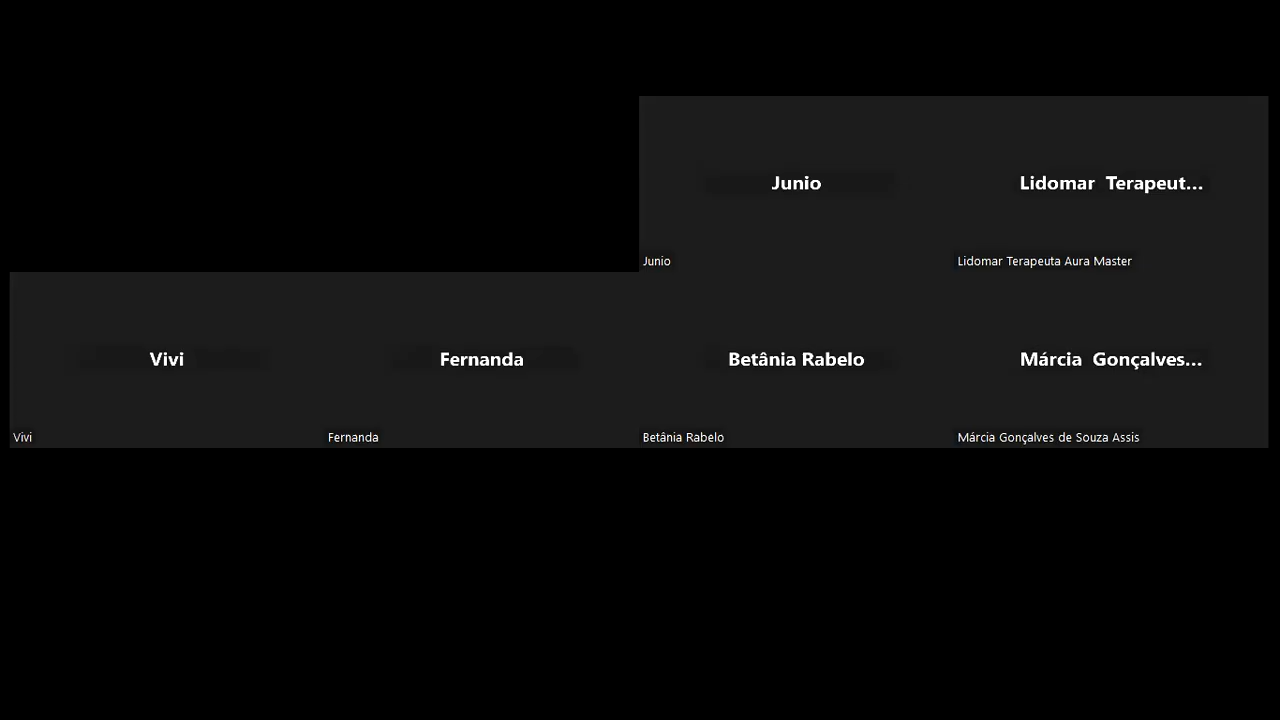 Junio
Lidomar Terapeut...
Junio
Lidomar Terapeuta Aura Master
Vivi
Fernanda
Betânia Rabelo
Márcia Gonçalves...
Vivi
Fernanda
Betânia Rabelo
Márcia Gonçalves de Souza Assis